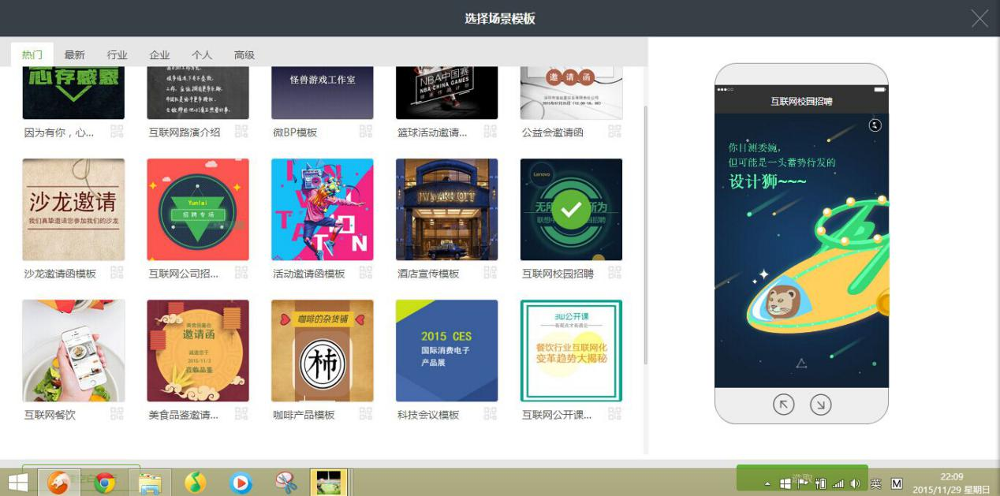 选择场景模板
热门 最新 行业 企业 个人 高级
心存感恩
怪兽游戏工作室
NBA中国赛
NBA CHINA GAMES
邀请函
因为有你，心... 互联网路演介绍 微BP模板 篮球活动邀请... 公益会邀请函
沙龙邀请
我们真挚邀请您参加我们的沙龙
Yunlai
招聘专场
INVITATION
JW MARRIOTT
Lenovo
沙龙邀请函模板 互联网公司招... 活动邀请函模板 酒店宣传模板 互联网校园招聘
美食品鉴会
邀请函
诚邀您于
2015/11/2
莅临品鉴
咖啡的杂货铺
柿
2015 CES
国际消费电子
产品展
3W公开课
餐饮行业互联网化
变革趋势大揭秘
互联网餐饮 美食品鉴邀请... 咖啡产品模板 科技会议模板 互联网公开课...
互联网校园招聘
你目测委婉，
但可能是一头蓄势待发的
设计狮~~~
选取
英
M
22:09
2015/11/29 星期日